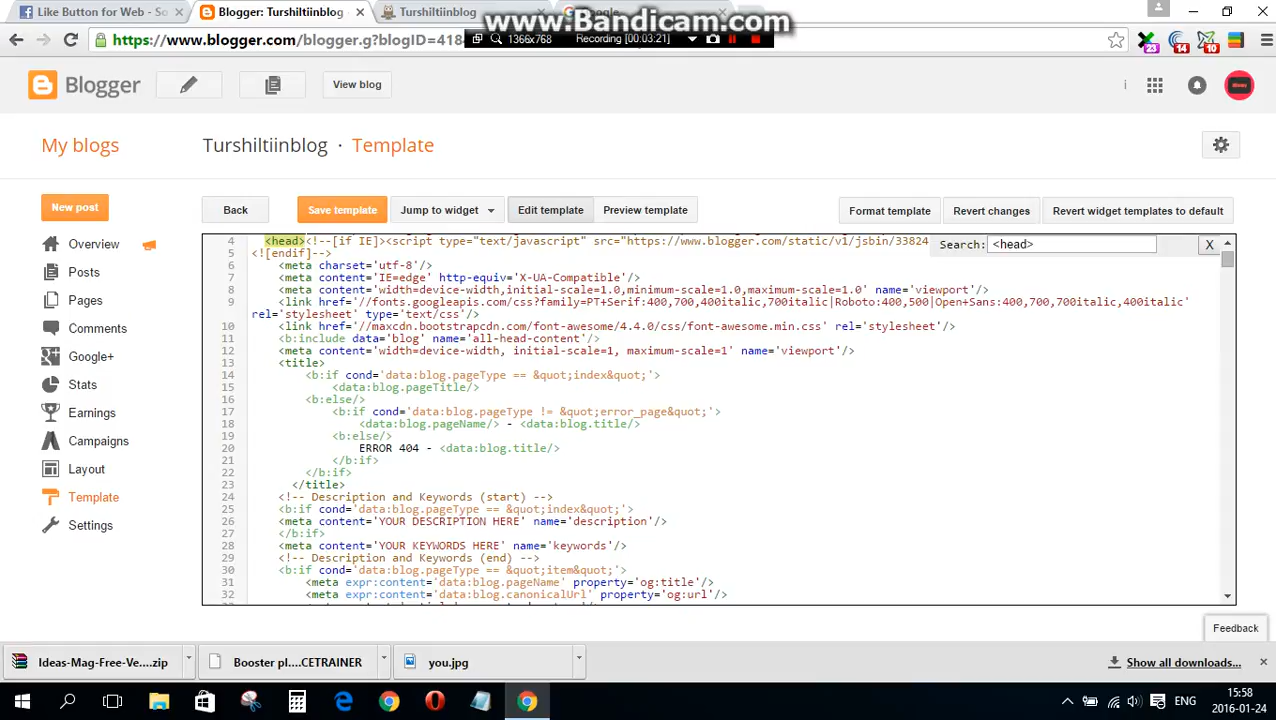 Like Button for Web - So
Blogger: Turshiltiinblog
Turshiltiinblog
www.Bandicam.com
https://www.blogger.com/blogger.g?blogID=418
1366x768
Recording [00:03:21]
23
14
10
Blogger
View blog
My blogs
Turshiltiinblog · Template
New post
Back
Save template
Jump to widget
Edit template
Preview template
Format template
Revert changes
Revert widget templates to default
Overview
Posts
Pages
Comments
Google+
Stats
Earnings
Campaigns
Layout
Template
Settings
Search: <head>
X
4 <head><!--[if IE]><script type="text/javascript" src="https://www.blogger.com/static/v1/jsbin/33824
5 <![endif]-->
6 <meta charset='utf-8'/>
7 <meta content='IE=edge' http-equiv='X-UA-Compatible'/>
8 <meta content='width=device-width,initial-scale=1.0,minimum-scale=1.0,maximum-scale=1.0' name='viewport'/>
9 <link href='//fonts.googleapis.com/css?family=PT+Serif:400,700,400italic,700italic|Roboto:400,500|Open+Sans:400,700,700italic,400italic'
rel='stylesheet' type='text/css'/>
10 <link href='//maxcdn.bootstrapcdn.com/font-awesome/4.4.0/css/font-awesome.min.css' rel='stylesheet'/>
11 <b:include data='blog' name='all-head-content'/>
12 <meta content='width=device-width, initial-scale=1, maximum-scale=1' name='viewport'/>
13 <title>
14 <b:if cond='data:blog.pageType == &quot;index&quot;'>
15 <data:blog.pageTitle/>
16 <b:else/>
17 <b:if cond='data:blog.pageType != &quot;error_page&quot;'>
18 <data:blog.pageName/> - <data:blog.title/>
19 <b:else/>
20 ERROR 404 - <data:blog.title/>
21 </b:if>
22 </b:if>
23 </title>
24 <!-- Description and Keywords (start) -->
25 <b:if cond='data:blog.pageType == &quot;index&quot;'>
26 <meta content='YOUR DESCRIPTION HERE' name='description'/>
27 </b:if>
28 <meta content='YOUR KEYWORDS HERE' name='keywords'/>
29 <!-- Description and Keywords (end) -->
30 <b:if cond='data:blog.pageType == &quot;item&quot;'>
31 <meta expr:content='data:blog.pageName' property='og:title'/>
32 <meta expr:content='data:blog.canonicalUrl' property='og:url'/>
Feedback
Ideas-Mag-Free-Ve....zip
Booster pl....CETRAINER
you.jpg
Show all downloads...
ENG
15:58
2016-01-24